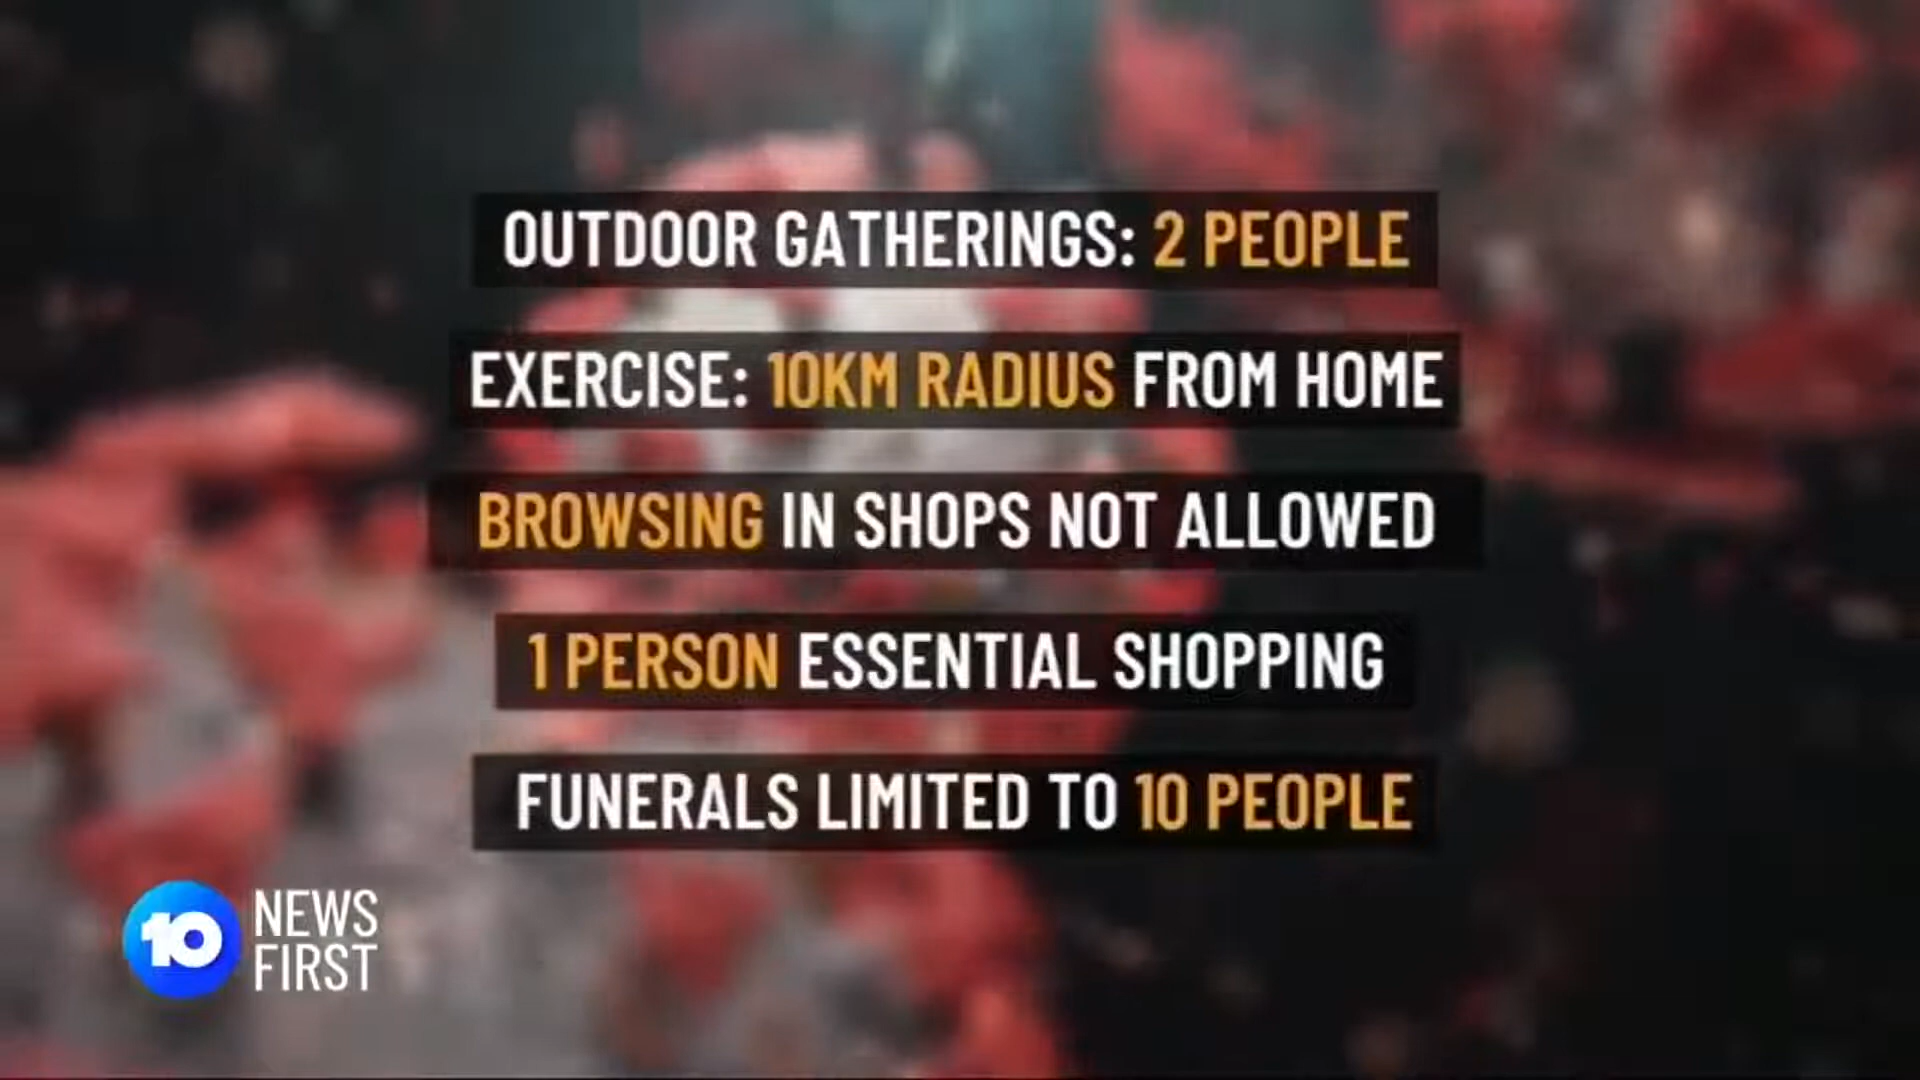 OUTDOOR GATHERINGS: 2 PEOPLE
EXERCISE: 10KM RADIUS FROM HOME
BROWSING IN SHOPS NOT ALLOWED
1 PERSON ESSENTIAL SHOPPING
FUNERALS LIMITED TO 10 PEOPLE
10 NEWS
FIRST